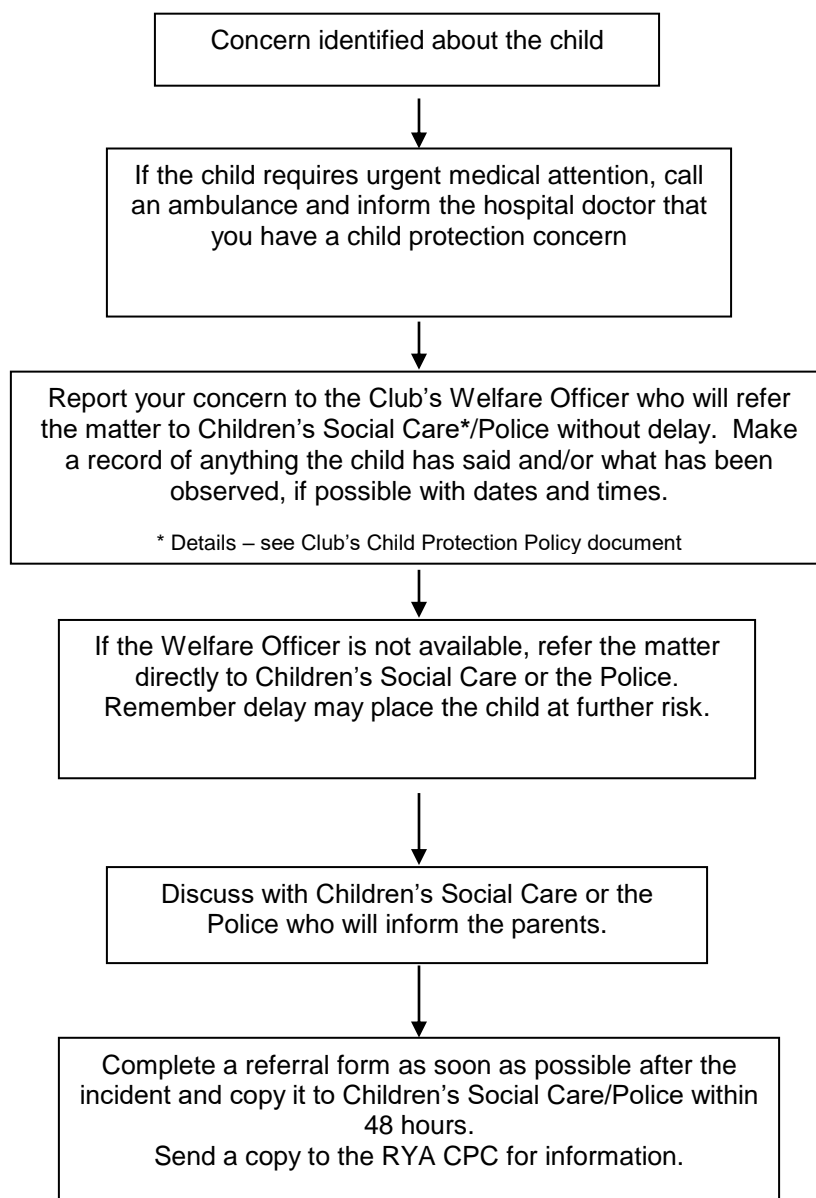 Concern identified about the child
If the child requires urgent medical attention, call
an ambulance and inform the hospital doctor that
you have a child protection concern
Report your concern to the Club’s Welfare Officer who will refer
the matter to Children’s Social Care*/Police without delay.  Make
a record of anything the child has said and/or what has been
observed, if possible with dates and times.
* Details – see Club’s Child Protection Policy document
If the Welfare Officer is not available, refer the matter
directly to Children’s Social Care or the Police.
Remember delay may place the child at further risk.
Discuss with Children’s Social Care or the
Police who will inform the parents.
Complete a referral form as soon as possible after the
incident and copy it to Children’s Social Care/Police within
48 hours.
Send a copy to the RYA CPC for information.